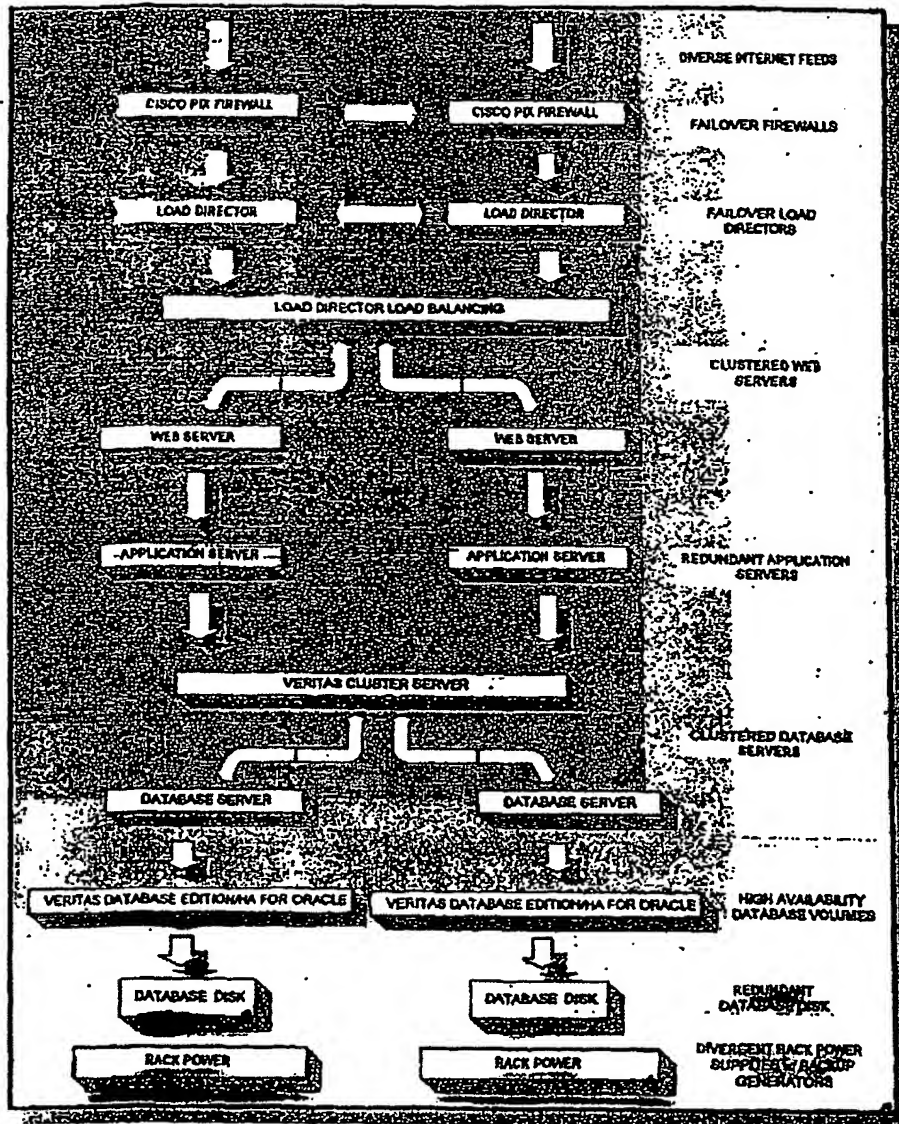 DIVERSE INTERNET FEEDS
CISCO PIX FIREWALL
CISCO PIX FIREWALL
FAILOVER FIREWALLS
LOAD DIRECTOR
LOAD DIRECTOR
FAILOVER LOAD
DIRECTORS
LOAD DIRECTOR LOAD BALANCING
CLUSTERED WEB
SERVERS
WEB SERVER
WEB SERVER
APPLICATION SERVER
APPLICATION SERVER
REDUNDANT APPLICATION
SERVERS
VERITAS CLUSTER SERVER
CLUSTERED DATABASE
SERVERS
DATABASE SERVER
DATABASE SERVER
VERITAS DATABASE EDITION/HA FOR ORACLE
VERITAS DATABASE EDITION/HA FOR ORACLE
HIGH AVAILABILITY
DATABASE VOLUMES
DATABASE DISK
DATABASE DISK
REDUNDANT
DATABASE DISK
RACK POWER
RACK POWER
DIVERGENT RACK POWER
SUPPLIES w/ BACKUP
GENERATORS